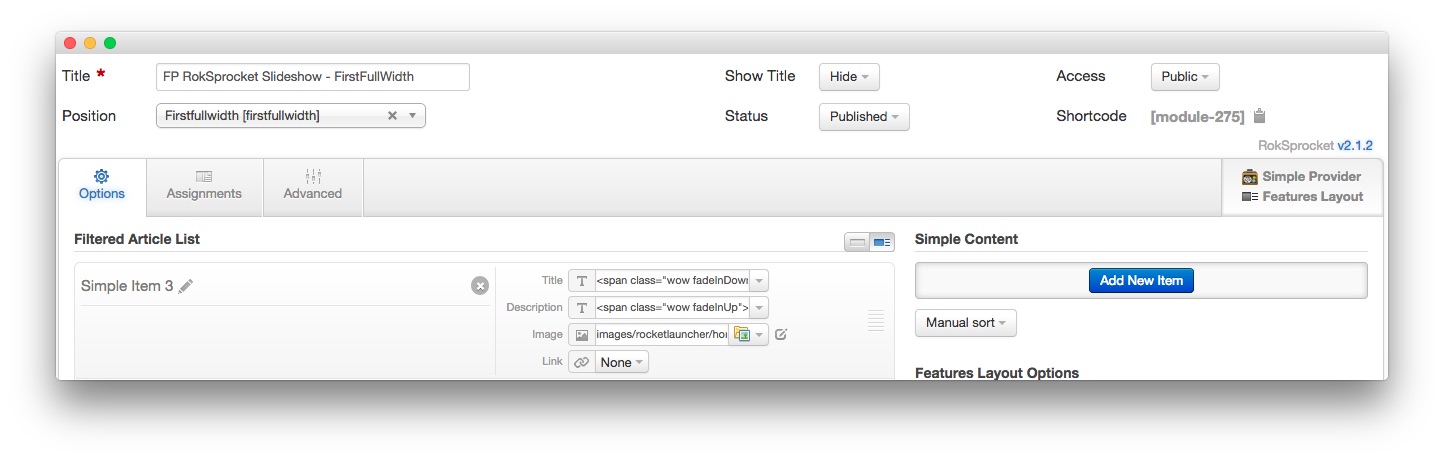 Title * FP RokSprocket Slideshow - FirstFullWidth Show Title Hide Access Public
Position Firstfullwidth [firstfullwidth] Status Published Shortcode [module-275]
RokSprocket v2.1.2
Options Assignments Advanced
Simple Provider
Features Layout
Filtered Article List
Simple Item 3
Title T <span class="wow fadeInDown
Description T <span class="wow fadeInUp">
Image images/rocketlauncher/hor
Link None
Simple Content
Add New Item
Manual sort
Features Layout Options